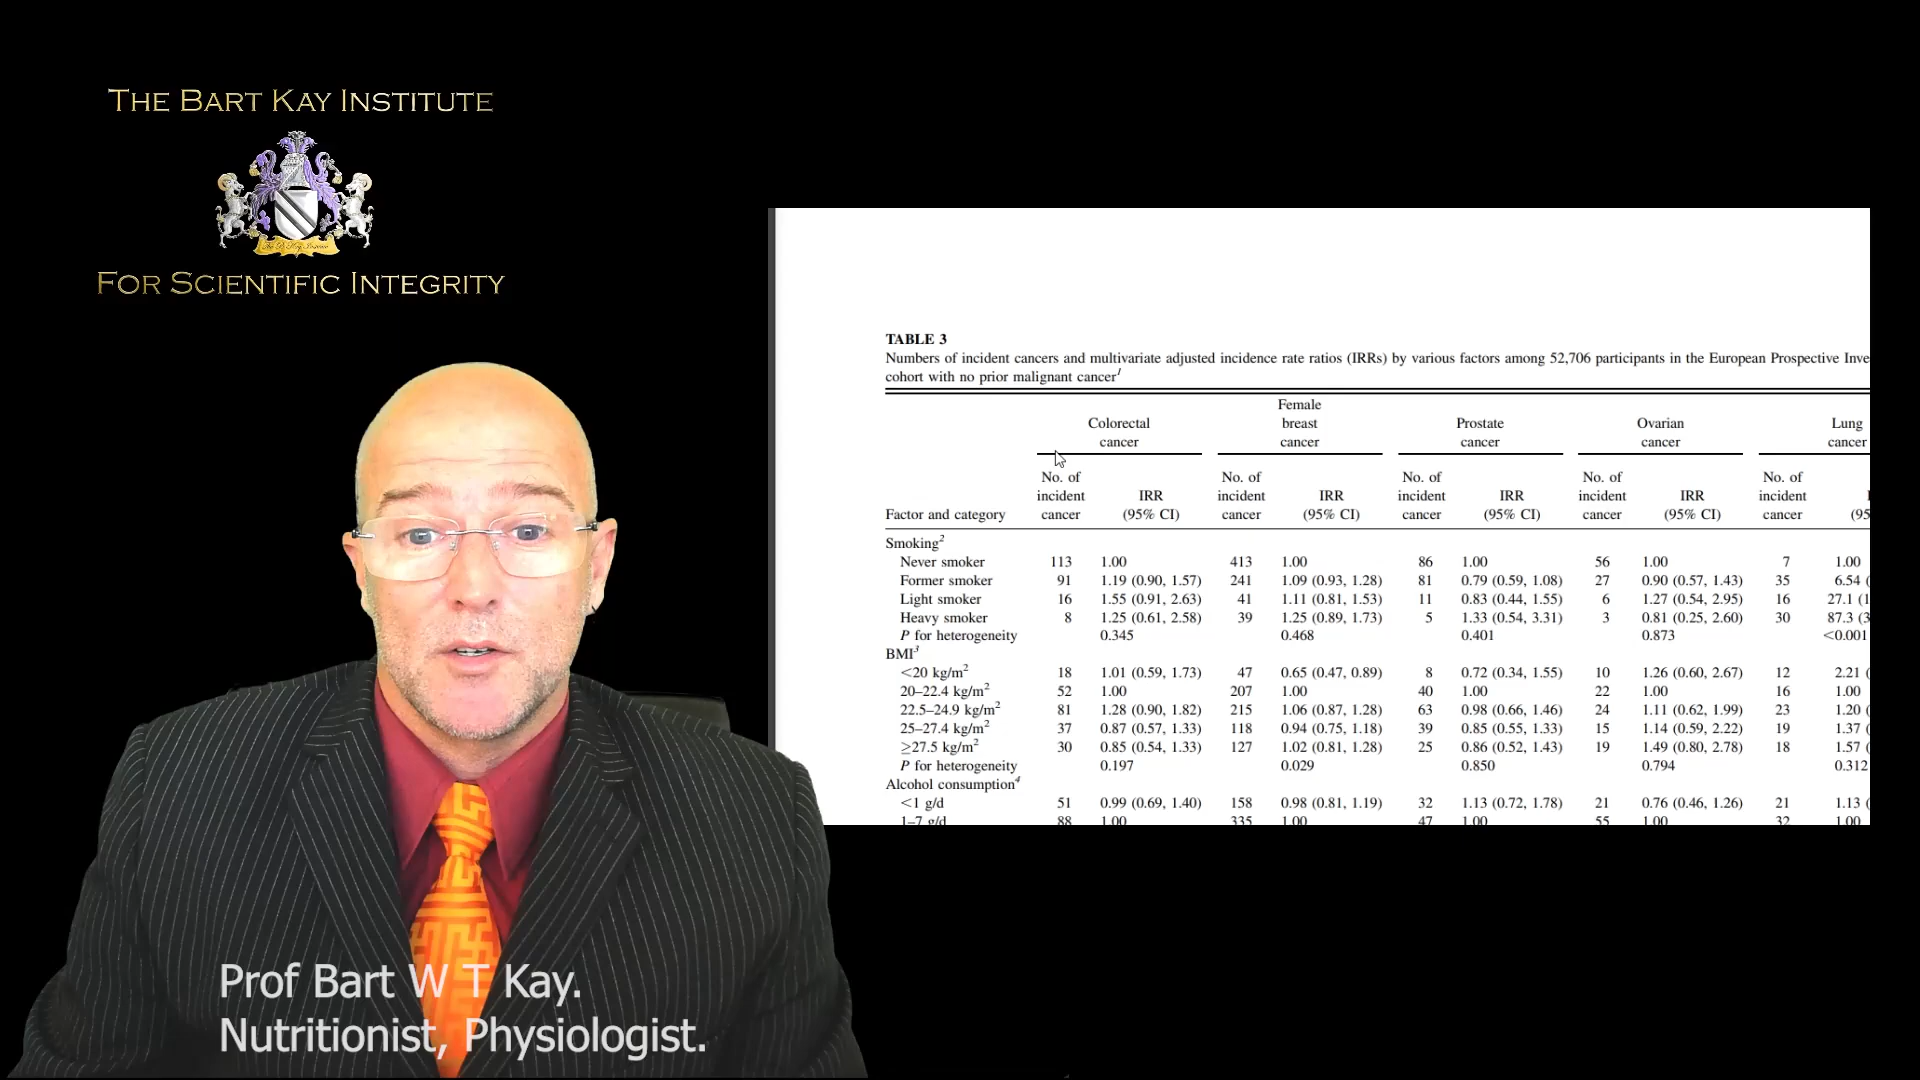 THE BART KAY INSTITUTE
FOR SCIENTIFIC INTEGRITY
Prof Bart W T Kay.
Nutritionist, Physiologist.
TABLE 3
Numbers of incident cancers and multivariate adjusted incidence rate ratios (IRRs) by various factors among 52,706 participants in the European Prospective Inve
cohort with no prior malignant cancer1
Colorectal cancer Female breast cancer Prostate cancer Ovarian cancer Lung cancer
Factor and category No. of incident cancer IRR (95% CI) No. of incident cancer IRR (95% CI) No. of incident cancer IRR (95% CI) No. of incident cancer IRR (95% CI) No. of incident cancer (95
Smoking2
Never smoker 113 1.00 413 1.00 86 1.00 56 1.00 7 1.00
Former smoker 91 1.19 (0.90, 1.57) 241 1.09 (0.93, 1.28) 81 0.79 (0.59, 1.08) 27 0.90 (0.57, 1.43) 35 6.54 (
Light smoker 16 1.55 (0.91, 2.63) 41 1.11 (0.81, 1.53) 11 0.83 (0.44, 1.55) 6 1.27 (0.54, 2.95) 16 27.1 (1
Heavy smoker 8 1.25 (0.61, 2.58) 39 1.25 (0.89, 1.73) 5 1.33 (0.54, 3.31) 3 0.81 (0.25, 2.60) 30 87.3 (3
P for heterogeneity 0.345 0.468 0.401 0.873 <0.001
BMI3
<20 kg/m2 18 1.01 (0.59, 1.73) 47 0.65 (0.47, 0.89) 8 0.72 (0.34, 1.55) 10 1.26 (0.60, 2.67) 12 2.21 (
20–22.4 kg/m2 52 1.00 207 1.00 40 1.00 22 1.00 16 1.00
22.5–24.9 kg/m2 81 1.28 (0.90, 1.82) 215 1.06 (0.87, 1.28) 63 0.98 (0.66, 1.46) 24 1.11 (0.62, 1.99) 23 1.20 (
25–27.4 kg/m2 37 0.87 (0.57, 1.33) 118 0.94 (0.75, 1.18) 39 0.85 (0.55, 1.33) 15 1.14 (0.59, 2.22) 19 1.37 (
≥27.5 kg/m2 30 0.85 (0.54, 1.33) 127 1.02 (0.81, 1.28) 25 0.86 (0.52, 1.43) 19 1.49 (0.80, 2.78) 18 1.57 (
P for heterogeneity 0.197 0.029 0.850 0.794 0.312
Alcohol consumption4
<1 g/d 51 0.99 (0.69, 1.40) 158 0.98 (0.81, 1.19) 32 1.13 (0.72, 1.78) 21 0.76 (0.46, 1.26) 21 1.13 (
1–7 g/d 88 1.00 335 1.00 47 1.00 55 1.00 32 1.00